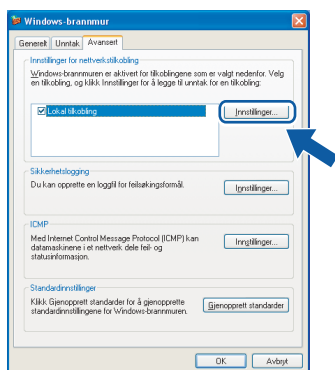 Windows-brannmur
Generelt Unntak Avansert
Innstillinger for nettverkstilkobling
Windows-brannmuren er aktivert for tilkoblingene som er valgt nedenfor. Velg
en tilkobling, og klikk Innstillinger for å legge til unntak for en tilkobling:
Lokal tilkobling
Innstillinger...
Sikkerhetslogging
Du kan opprette en loggfil for feilsøkingsformål.
Innstillinger...
ICMP
Med Internet Control Message Protocol (ICMP) kan
datamaskinene i et nettverk dele feil- og
statusinformasjon.
Innstillinger...
Standardinnstillinger
Klikk Gjenopprett standarder for å gjenopprette
standardinnstillingene for Windows-brannmuren.
Gjenopprett standarder
OK Avbryt